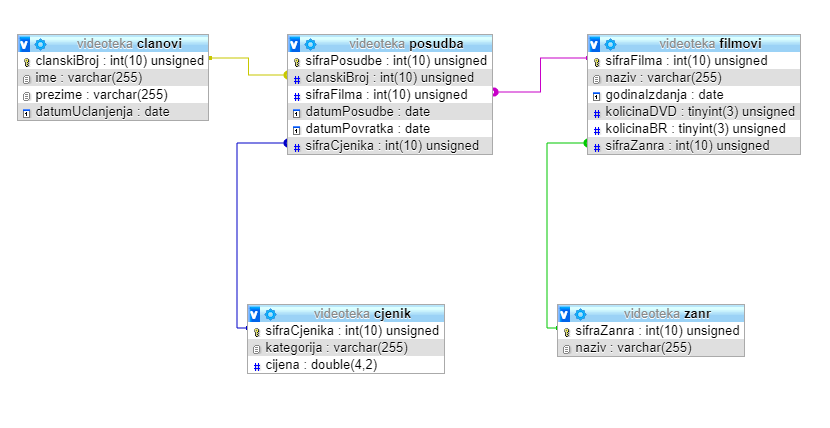 videoteka clanovi
clanskiBroj : int(10) unsigned
ime : varchar(255)
prezime : varchar(255)
datumUclanjenja : date
videoteka posudba
sifraPosudbe : int(10) unsigned
clanskiBroj : int(10) unsigned
sifraFilma : int(10) unsigned
datumPosudbe : date
datumPovratka : date
sifraCjenika : int(10) unsigned
videoteka filmovi
sifraFilma : int(10) unsigned
naziv : varchar(255)
godinaIzdanja : date
kolicinaDVD : tinyint(3) unsigned
kolicinaBR : tinyint(3) unsigned
sifraZanra : int(10) unsigned
videoteka cjenik
sifraCjenika : int(10) unsigned
kategorija : varchar(255)
cijena : double(4,2)
videoteka zanr
sifraZanra : int(10) unsigned
naziv : varchar(255)